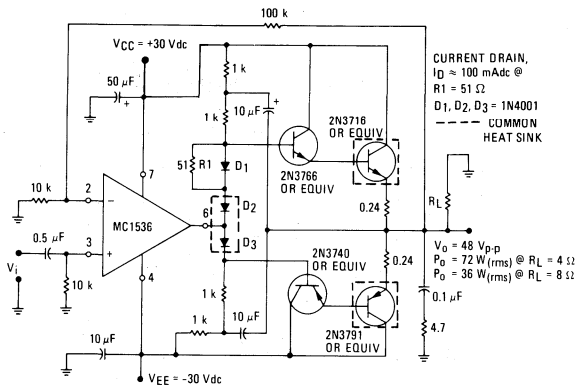 100 k
VCC = +30 Vdc
50 μF
+
1 k
10 μF
+
1 k
2N3716
OR EQUIV
CURRENT DRAIN,
ID ≈ 100 mAdc @
R1 = 51 Ω
D1, D2, D3 = 1N4001
COMMON
HEAT SINK
51
R1
D1
2N3766
OR EQUIV
7
10 k
2
−
MC1536
6
D2
D3
0.24
RL
0.5 μF
3
+
Vi
10 k
4
2N3740
OR EQUIV
0.24
Vo = 48 Vp-p
Po = 72 W(rms) @ RL = 4 Ω
Po = 36 W(rms) @ RL = 8 Ω
1 k
1 k
10 μF
2N3791
OR EQUIV
0.1 μF
4.7
10 μF
+
VEE = -30 Vdc